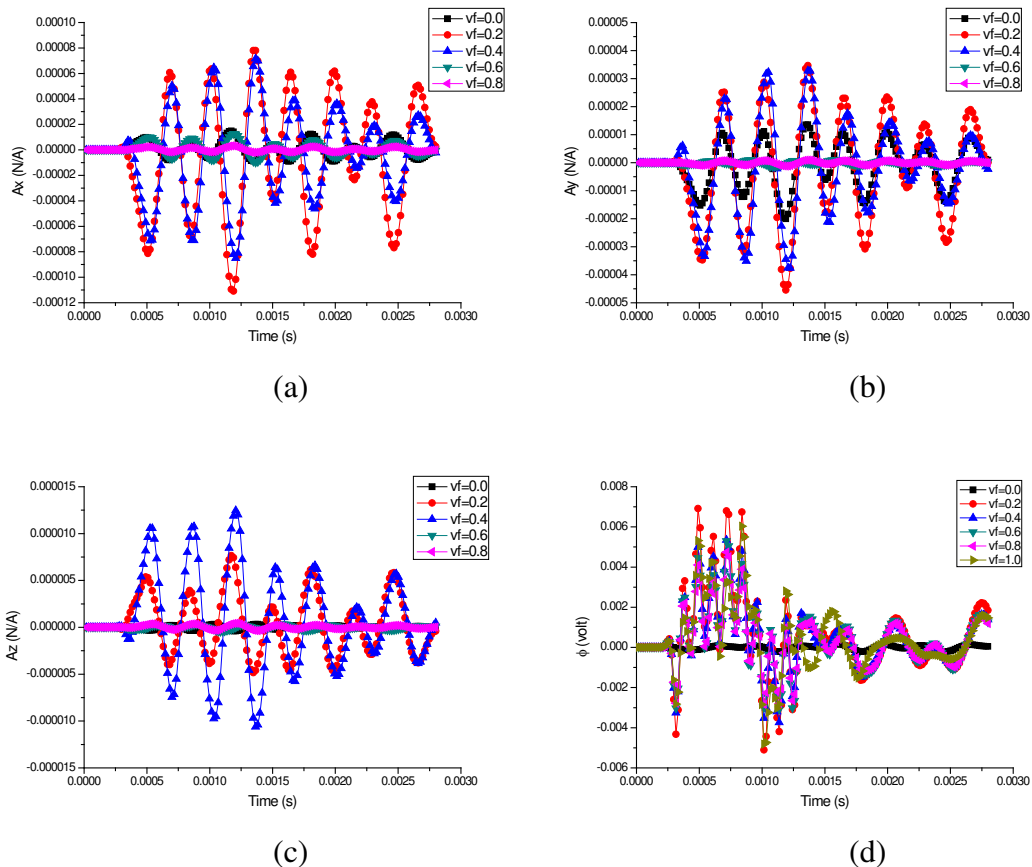 0.00010
0.00008
0.00006
0.00004
0.00002
0.00000
-0.00002
-0.00004
-0.00006
-0.00008
-0.00010
-0.00012
Ax (N/A)
0.0000 0.0005 0.0010 0.0015 0.0020 0.0025 0.0030
Time (s)
vf=0.0
vf=0.2
vf=0.4
vf=0.6
vf=0.8
(a)
0.00005
0.00004
0.00003
0.00002
0.00001
0.00000
-0.00001
-0.00002
-0.00003
-0.00004
-0.00005
Ay (N/A)
0.0000 0.0005 0.0010 0.0015 0.0020 0.0025 0.0030
Time (s)
vf=0.0
vf=0.2
vf=0.4
vf=0.6
vf=0.8
(b)
0.000015
0.000010
0.000005
0.000000
-0.000005
-0.000010
-0.000015
Az (N/A)
0.0000 0.0005 0.0010 0.0015 0.0020 0.0025 0.0030
Time (s)
vf=0.0
vf=0.2
vf=0.4
vf=0.6
vf=0.8
(c)
0.008
0.006
0.004
0.002
0.000
-0.002
-0.004
-0.006
ϕ (volt)
0.0000 0.0005 0.0010 0.0015 0.0020 0.0025 0.0030
Time (s)
vf=0.0
vf=0.2
vf=0.4
vf=0.6
vf=0.8
vf=1.0
(d)